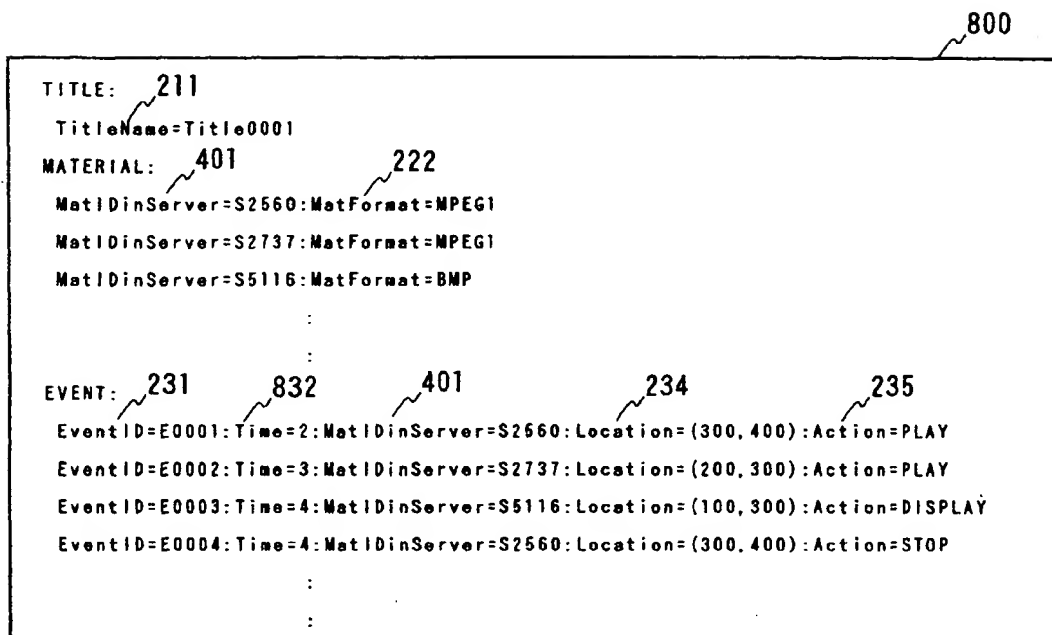 800
TITLE: 211
TitleName=Title0001
MATERIAL: 401 222
MatIDinServer=S2560:MatFormat=MPEG1
MatIDinServer=S2737:MatFormat=MPEG1
MatIDinServer=S5116:MatFormat=BMP
:
:
EVENT: 231 832 401 234 235
EventID=E0001:Time=2:MatIDinServer=S2560:Location=(300,400):Action=PLAY
EventID=E0002:Time=3:MatIDinServer=S2737:Location=(200,300):Action=PLAY
EventID=E0003:Time=4:MatIDinServer=S5116:Location=(100,300):Action=DISPLAY
EventID=E0004:Time=4:MatIDinServer=S2560:Location=(300,400):Action=STOP
:
: